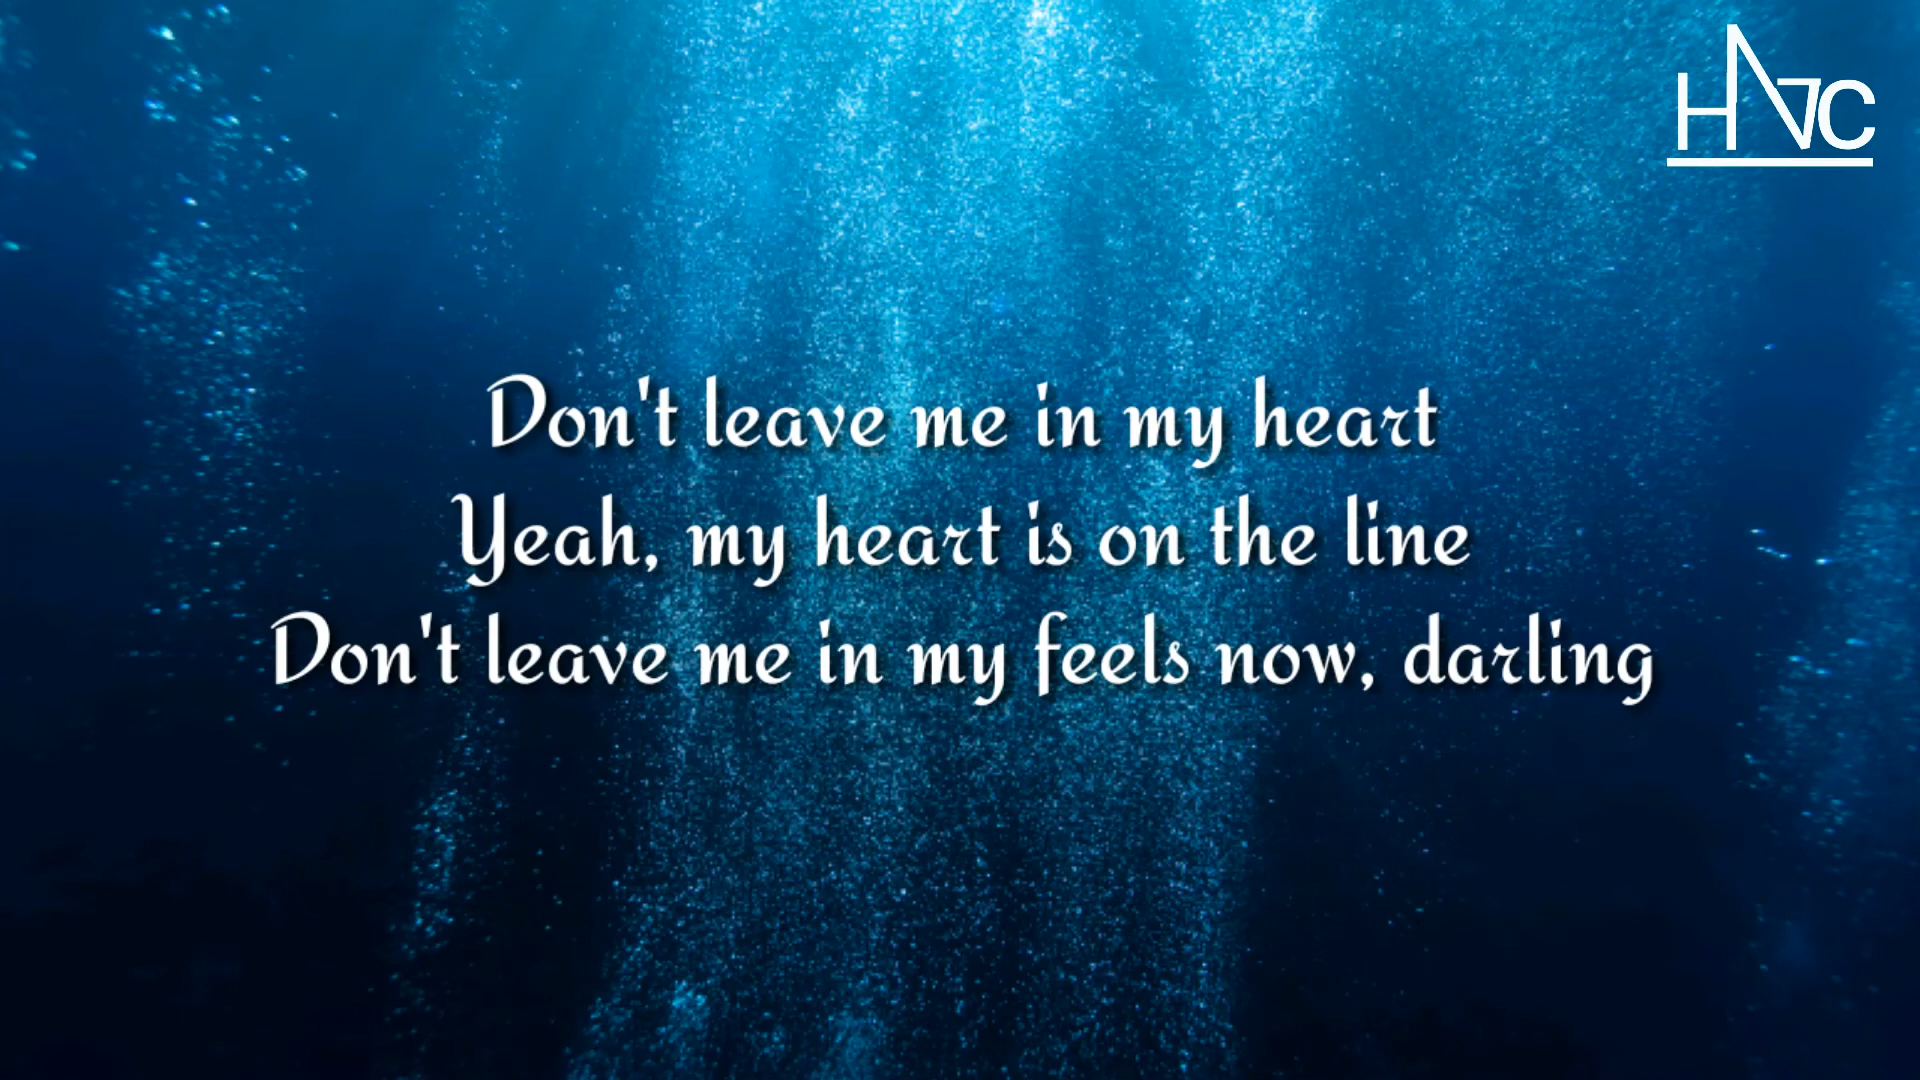 Don't leave me in my heart
Yeah, my heart is on the line
Don't leave me in my feels now, darling